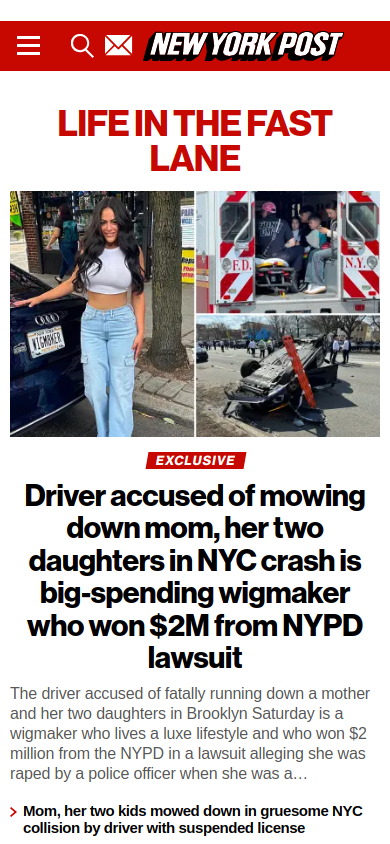 NEW YORK POST
LIFE IN THE FAST
LANE
WIGMAKER
F.D.
N.Y.
EXCLUSIVE
Driver accused of mowing
down mom, her two
daughters in NYC crash is
big-spending wigmaker
who won $2M from NYPD
lawsuit
The driver accused of fatally running down a mother
and her two daughters in Brooklyn Saturday is a
wigmaker who lives a luxe lifestyle and who won $2
million from the NYPD in a lawsuit alleging she was
raped by a police officer when she was a…
Mom, her two kids mowed down in gruesome NYC
collision by driver with suspended license